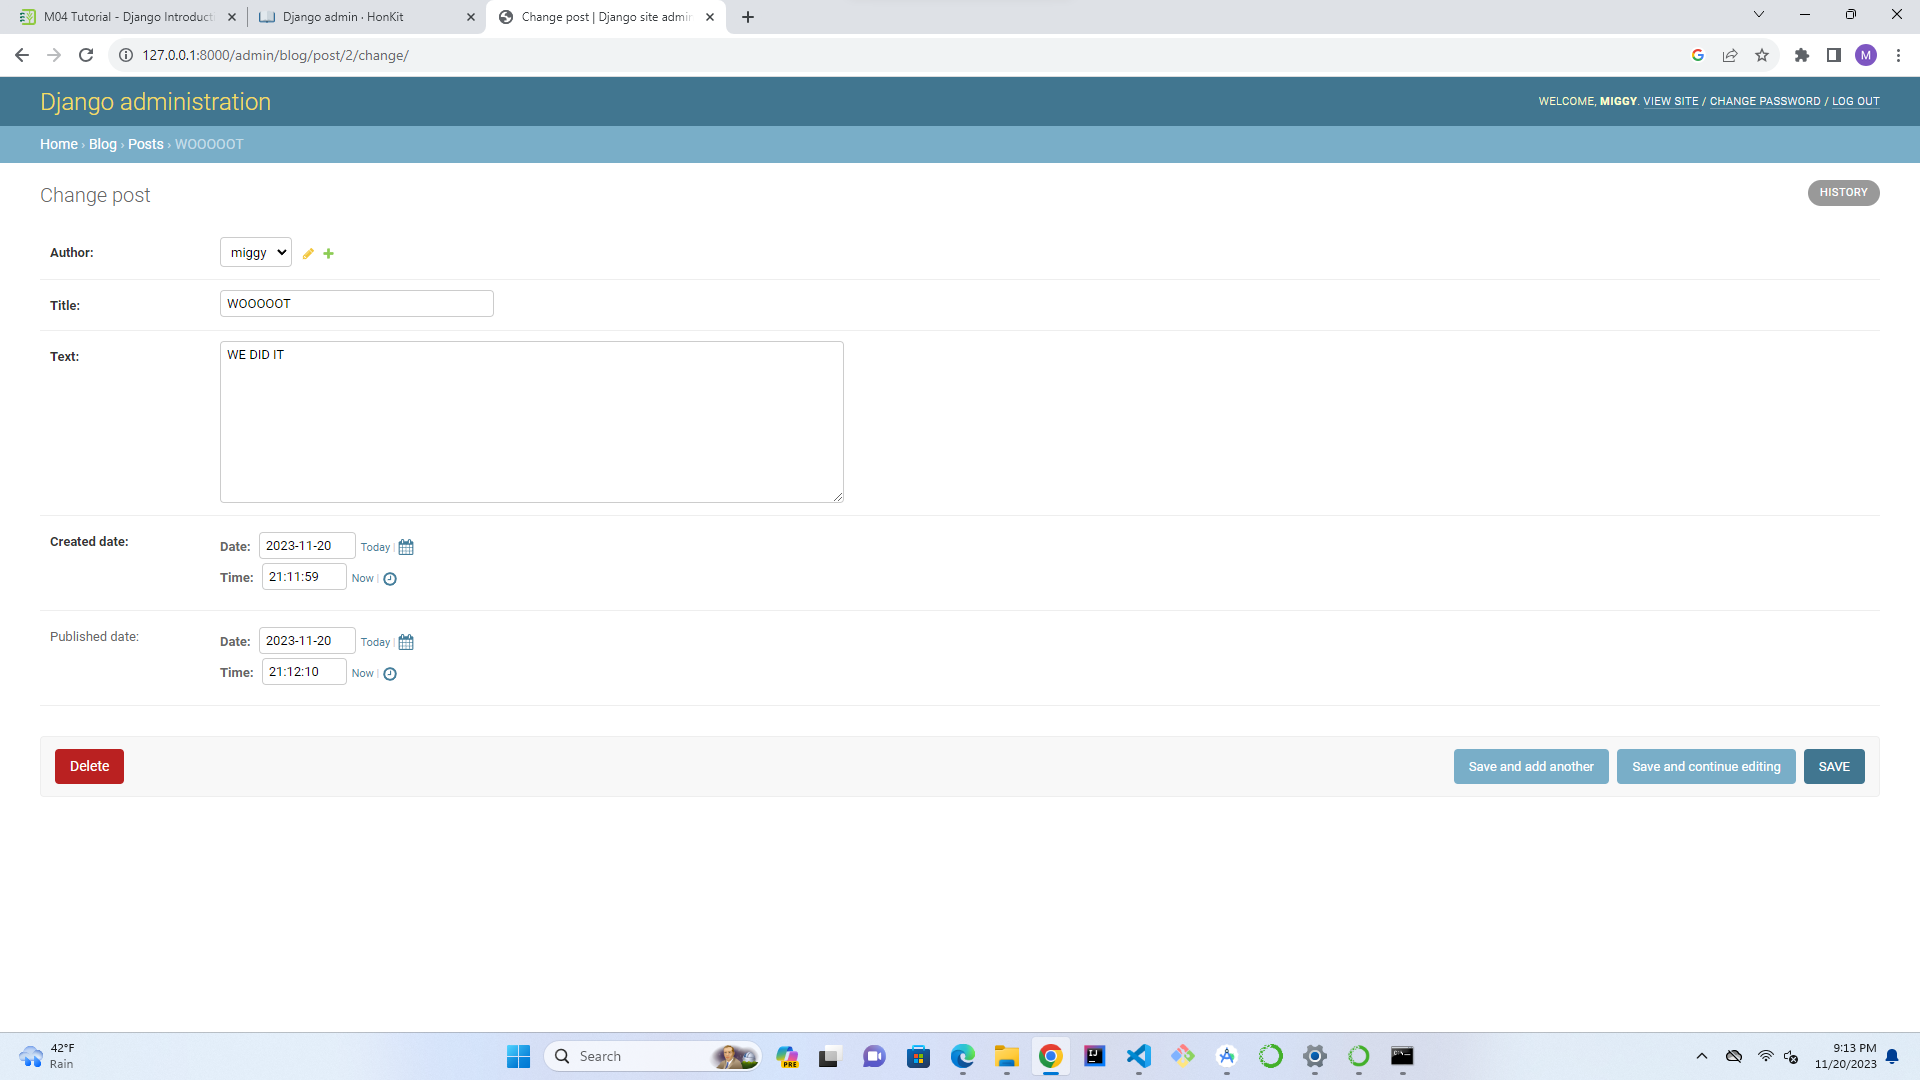 M04 Tutorial - Django Introduct
Django admin · HonKit
Change post | Django site admin
127.0.0.1:8000/admin/blog/post/2/change/
M
Django administration
WELCOME, MIGGY. VIEW SITE / CHANGE PASSWORD / LOG OUT
Home › Blog › Posts › WOOOOOT
Change post
HISTORY
Author:
miggy
Title:
WOOOOOT
Text:
WE DID IT
Created date:
Date: 2023-11-20 Today |
Time: 21:11:59 Now |
Published date:
Date: 2023-11-20 Today |
Time: 21:12:10 Now |
Delete
Save and add another
Save and continue editing
SAVE
42°F
Rain
Search
PRE
IJ
9:13 PM
11/20/2023